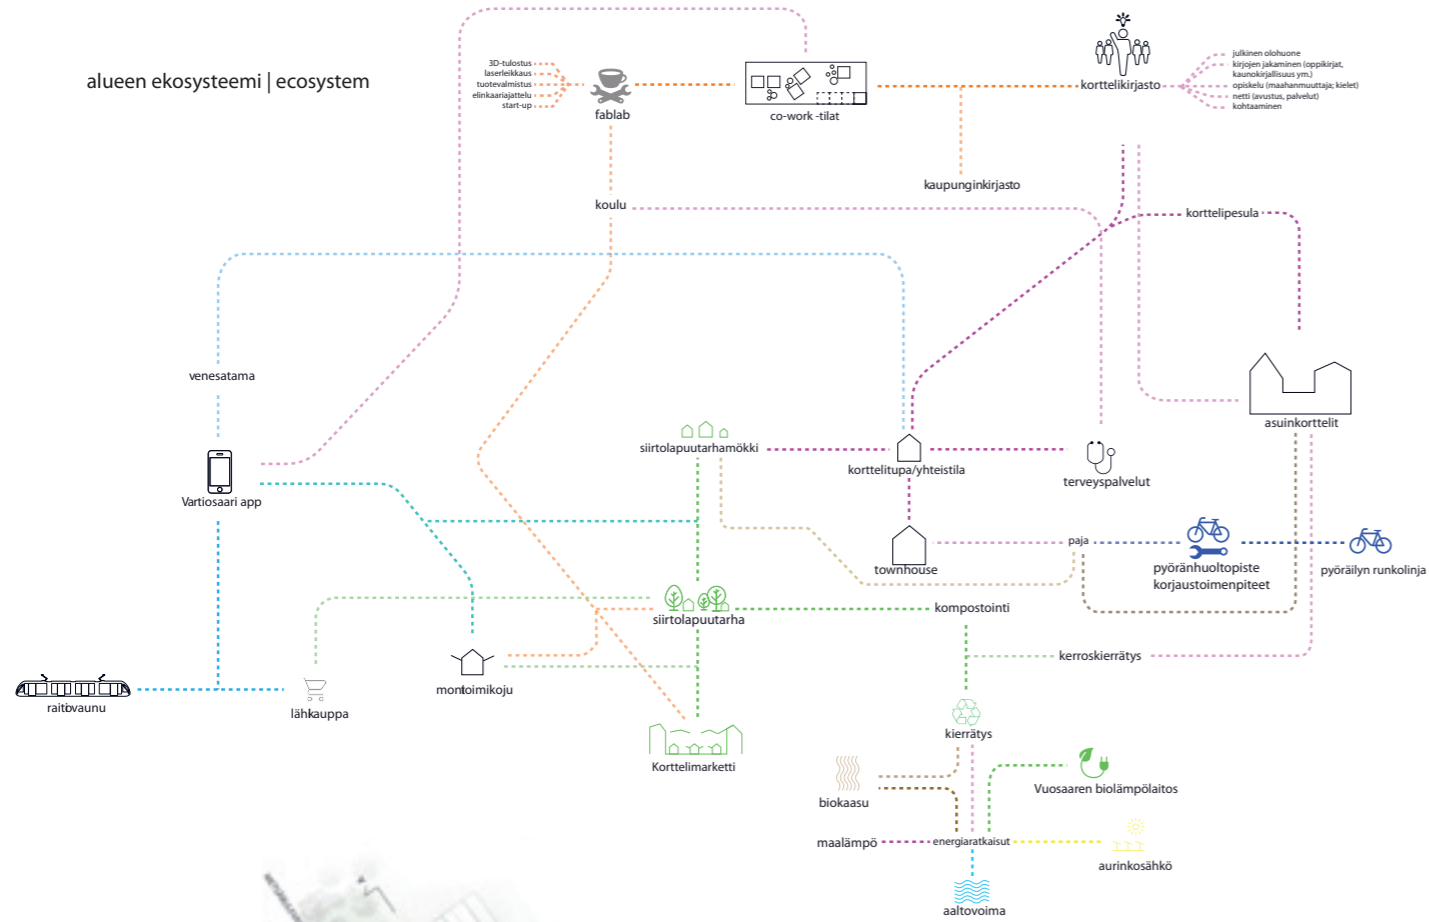 alueen ekosysteemi | ecosystem
3D-tulostus
laserleikkaus
tuotevalmistus
elinkaariajattelu
start-up
fablab
co-work -tilat
korttelikirjasto
julkinen olohuone
kirjojen jakaminen (oppikirjat,
kaunokirjallisuus ym.)
opiskelu (maahanmuuttaja; kielet)
netti (avustus, palvelut)
kohtaaminen
kaupunginkirjasto
koulu
korttelipesula
venesatama
asuinkorttelit
siirtolapuutarhamökki
korttelitupa/yhteistila
terveyspalvelut
Vartiosaari app
paja
townhouse
pyöränhuoltopiste
korjaustoimenpiteet
pyöräilyn runkolinja
siirtolapuutarha
kompostointi
kerroskierrätys
raitiovaunu
lähikauppa
montoimikoju
kierrätys
Korttelimarketti
biokaasu
Vuosaaren biolämpölaitos
maalämpö
energiaratkaisut
aurinkosähkö
aaltovoima